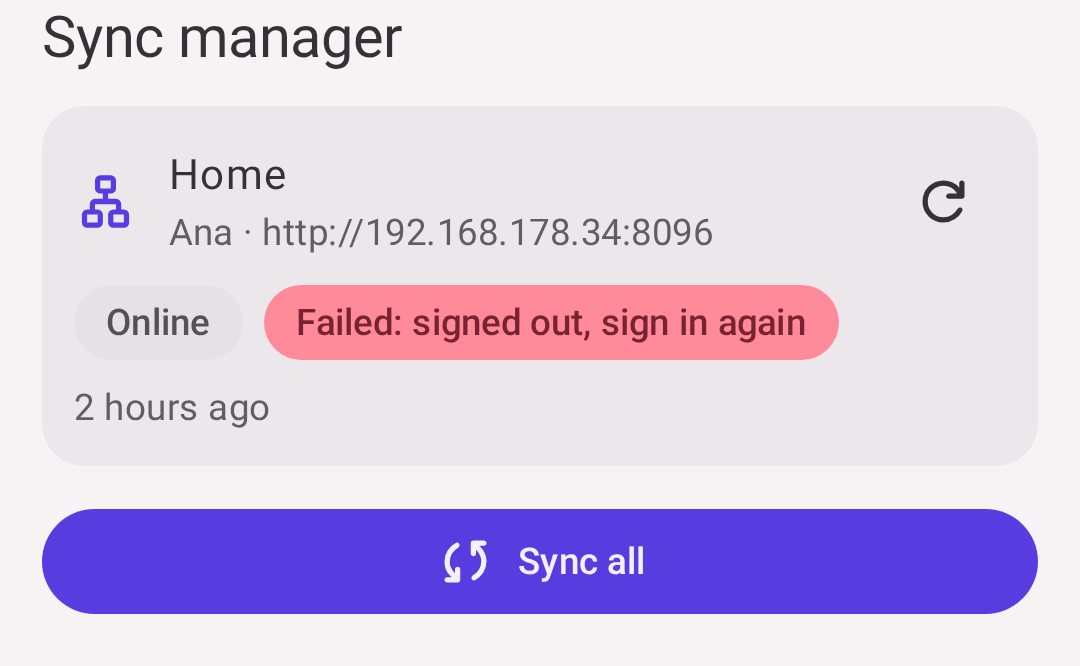 Sync manager
Home
Ana · http://192.168.178.34:8096
Online
Failed: signed out, sign in again
2 hours ago
Sync all